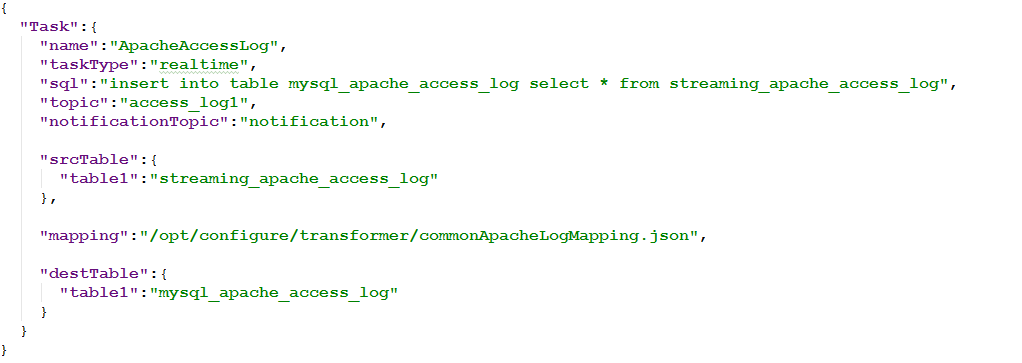 {
"Task":{
"name":"ApacheAccessLog",
"taskType":"realtime",
"sql":"insert into table mysql_apache_access_log select * from streaming_apache_access_log",
"topic":"access_log1",
"notificationTopic":"notification",
"srcTable":{
"table1":"streaming_apache_access_log"
},
"mapping":"/opt/configure/transformer/commonApacheLogMapping.json",
"destTable":{
"table1":"mysql_apache_access_log"
}
}
}